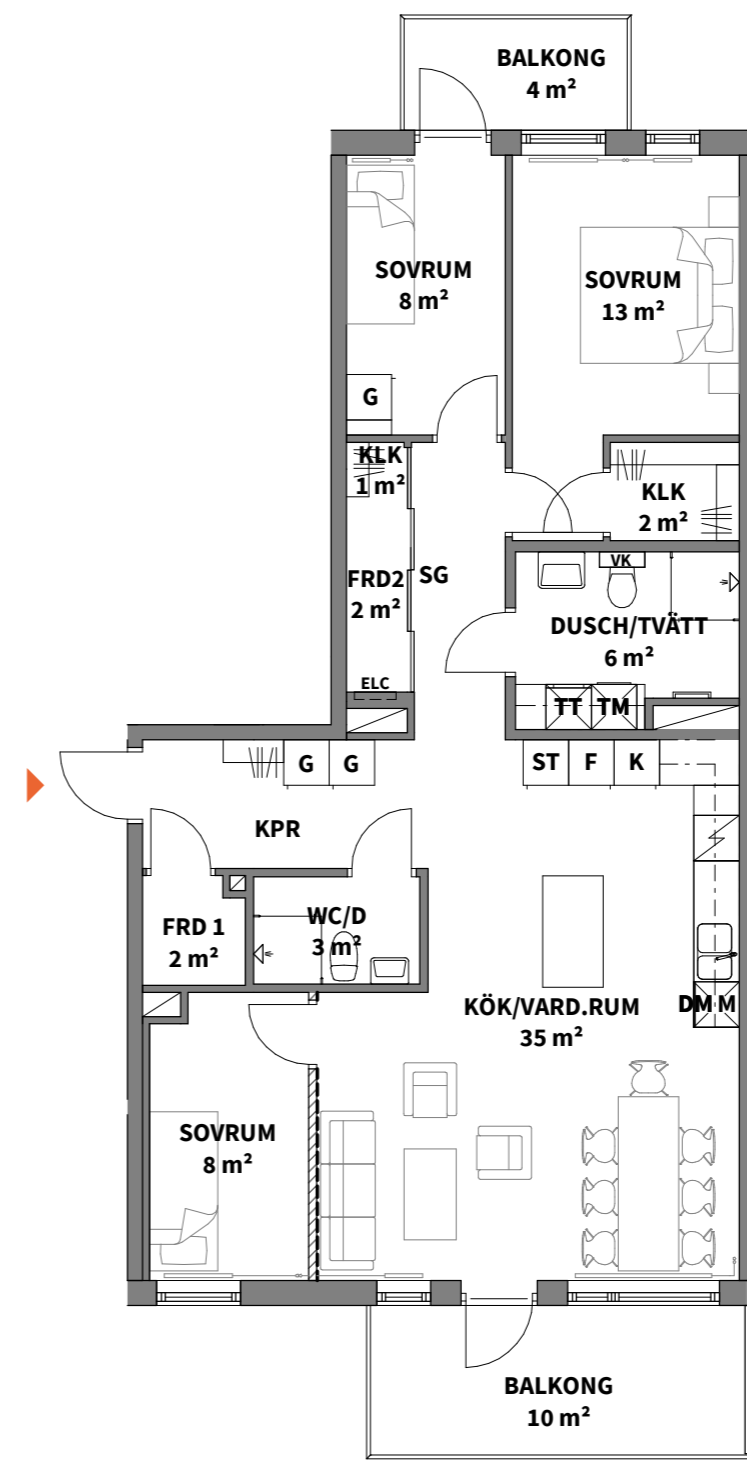 BALKONG
4 m²
SOVRUM
8 m²
SOVRUM
13 m²
G
KLK
1 m²
KLK
2 m²
FRD2
2 m²
SG
VK
DUSCH/TVÄTT
6 m²
ELC
TT TM
G G
ST F K
KPR
FRD 1
2 m²
WC/D
3 m²
KÖK/VARD.RUM
35 m²
DM M
SOVRUM
8 m²
BALKONG
10 m²